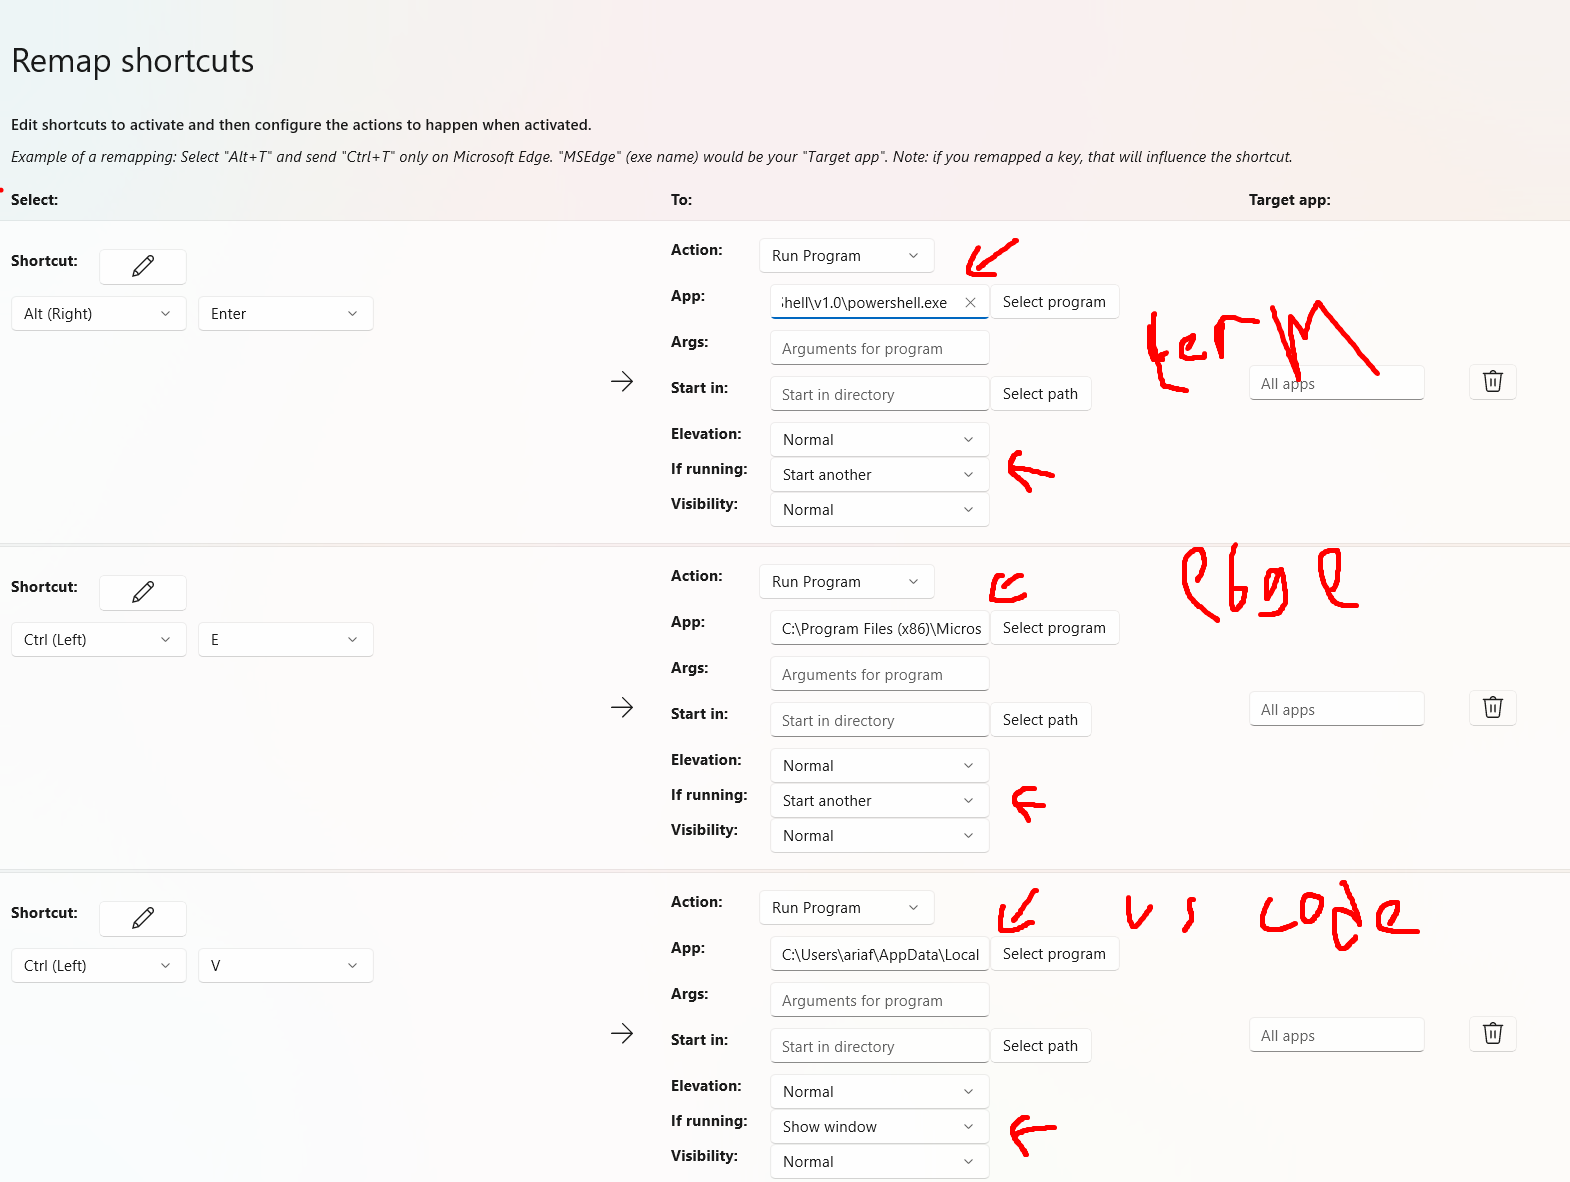 Remap shortcuts
Edit shortcuts to activate and then configure the actions to happen when activated.
Example of a remapping: Select "Alt+T" and send "Ctrl+T" only on Microsoft Edge. "MSEdge" (exe name) would be your "Target app". Note: if you remapped a key, that will influence the shortcut.
Select: To: Target app:
Shortcut: Action: Run Program
Alt (Right) Enter App: Shell\v1.0\powershell.exe Select program
term
Args: Arguments for program
Start in: Start in directory Select path All apps
Elevation: Normal
If running: Start another
Visibility: Normal
Shortcut: Action: Run Program
edge
Ctrl (Left) E App: C:\Program Files (x86)\Micros Select program
Args: Arguments for program
Start in: Start in directory Select path All apps
Elevation: Normal
If running: Start another
Visibility: Normal
Shortcut: Action: Run Program
vs code
Ctrl (Left) V App: C:\Users\ariaf\AppData\Local Select program
Args: Arguments for program
Start in: Start in directory Select path All apps
Elevation: Normal
If running: Show window
Visibility: Normal